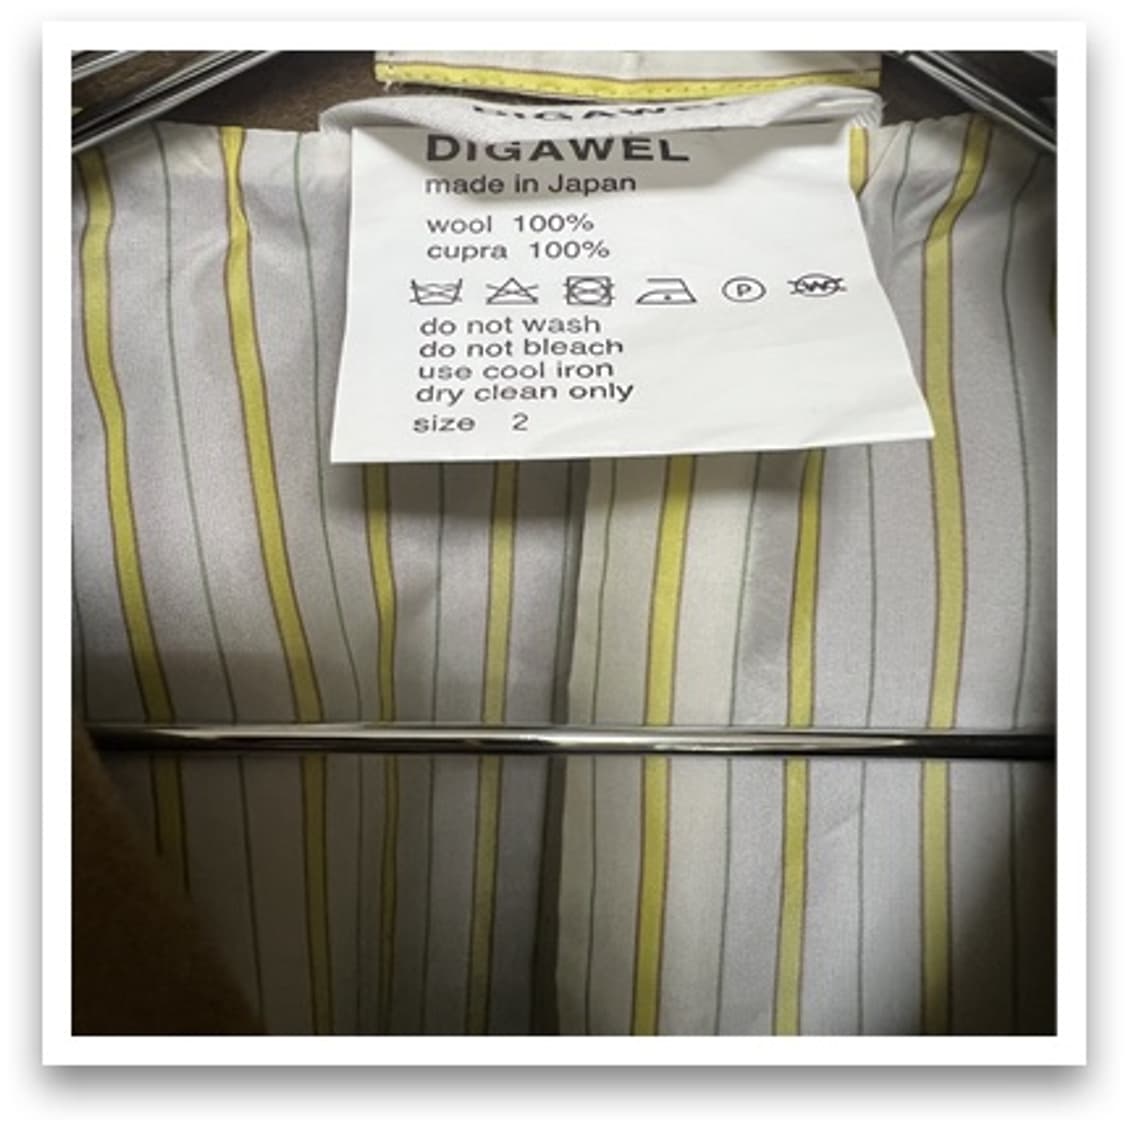 DIGAWEL
DIGAWEL
made in Japan
wool 100%
cupra 100%
P W
do not wash
do not bleach
use cool iron
dry clean only
size 2